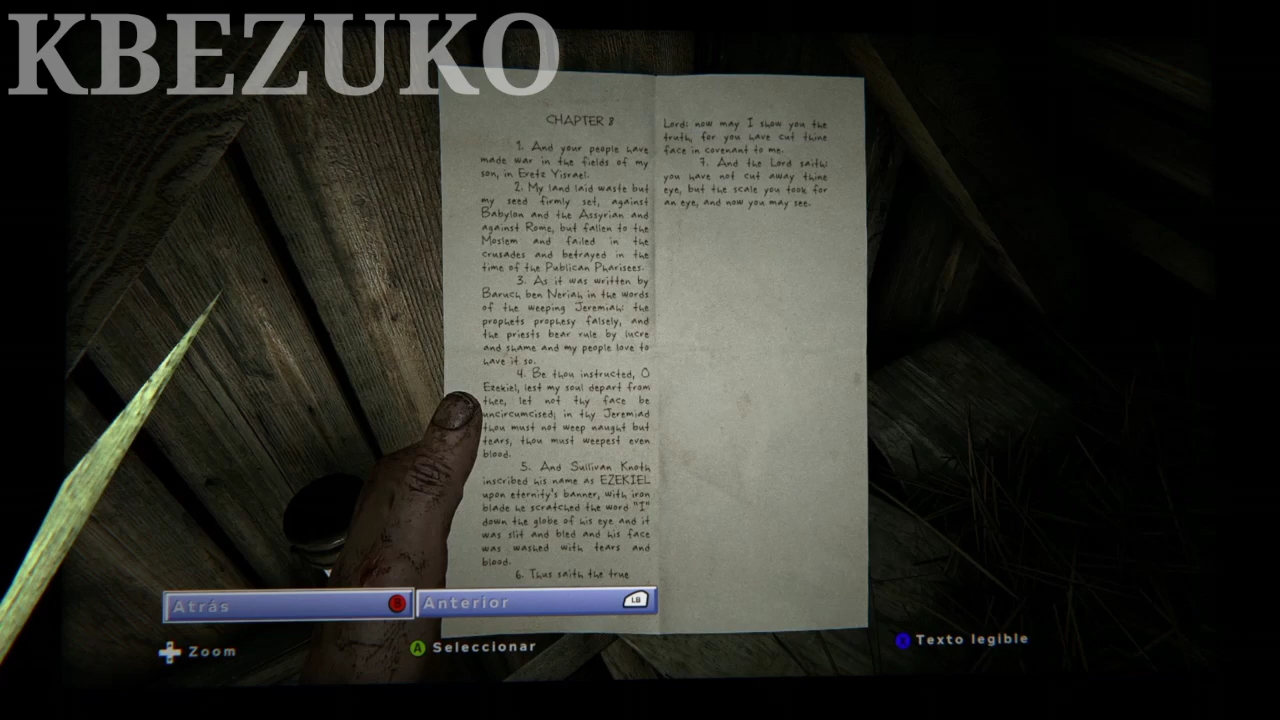 KBEZUKO
CHAPTER 8
1. And your people have
made war in the fields of my
son, in Eretz Yisrael.
2. My land laid waste but
my seed firmly set, against
Babylon and the Assyrian and
against Rome, but fallen to the
Moslem and failed in the
crusades and betrayed in the
time of the Publican Pharisees.
3. As it was written by
Baruch ben Neriah in the words
of the weeping Jeremiah: the
prophets prophesy falsely, and
the priests bear rule by lucre
and shame and my people love to
have it so.
4. Be thou instructed, O
Ezekiel, lest my soul depart from
thee, let not thy face be
uncircumcised; in thy Jeremiad
thou must not weep naught but
tears, thou must weepest even
blood.
5. And Sullivan Knoth
inscribed his name as EZEKIEL
upon eternity's banner, with iron
blade he scratched the word "I"
down the globe of his eye and it
was slit and bled and his face
was washed with tears and
blood.
6. Thus saith the true
Lord: now may I show you the
truth, for you have cut thine
face in covenant to me.
7. And the Lord saith:
you have not cut away thine
eye, but the scale you took for
an eye, and now you may see.
Atrás B
Anterior LB
Zoom
A Seleccionar
X Texto legible